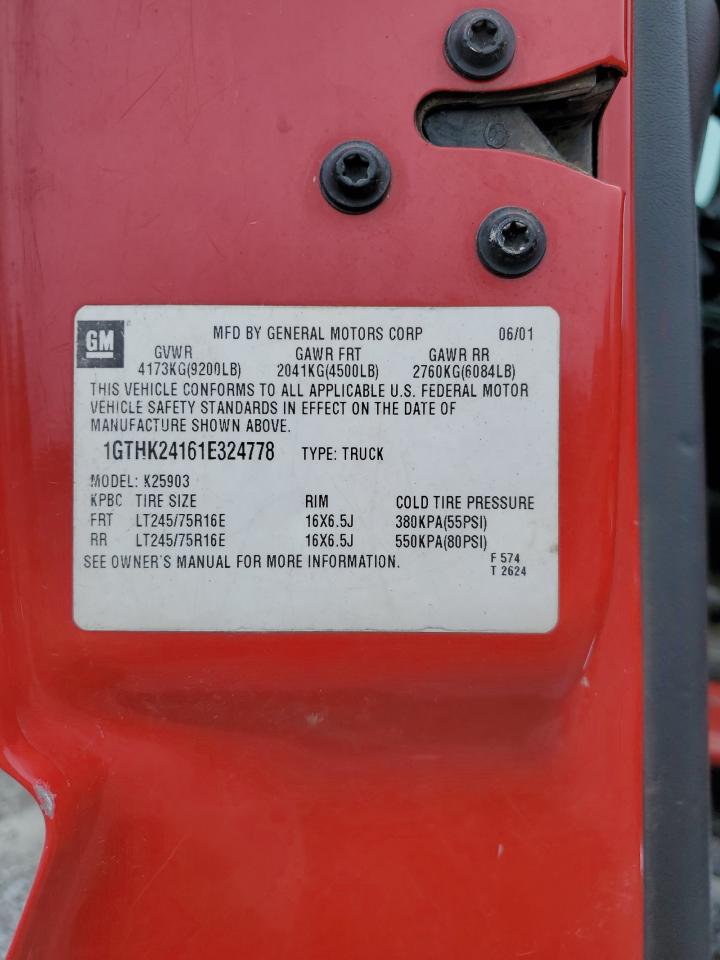 GM
MFD BY GENERAL MOTORS CORP 06/01
GVWR GAWR FRT GAWR RR
4173KG(9200LB) 2041KG(4500LB) 2760KG(6084LB)
THIS VEHICLE CONFORMS TO ALL APPLICABLE U.S. FEDERAL MOTOR
VEHICLE SAFETY STANDARDS IN EFFECT ON THE DATE OF
MANUFACTURE SHOWN ABOVE.
1GTHK24161E324778 TYPE: TRUCK
MODEL: K25903
KPBC TIRE SIZE RIM COLD TIRE PRESSURE
FRT LT245/75R16E 16X6.5J 380KPA(55PSI)
RR LT245/75R16E 16X6.5J 550KPA(80PSI)
SEE OWNER'S MANUAL FOR MORE INFORMATION. F 574
T 2624